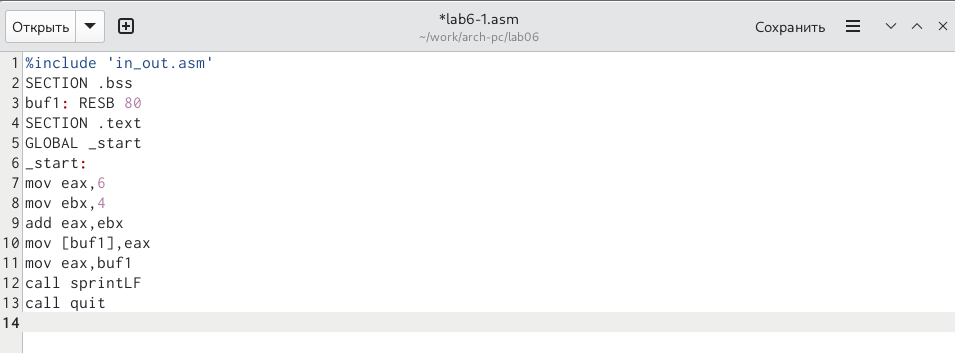 Открыть
*lab6-1.asm
~/work/arch-pc/lab06
Сохранить
1 %include 'in_out.asm'
2 SECTION .bss
3 buf1: RESB 80
4 SECTION .text
5 GLOBAL _start
6 _start:
7 mov eax,6
8 mov ebx,4
9 add eax,ebx
10 mov [buf1],eax
11 mov eax,buf1
12 call sprintLF
13 call quit
14